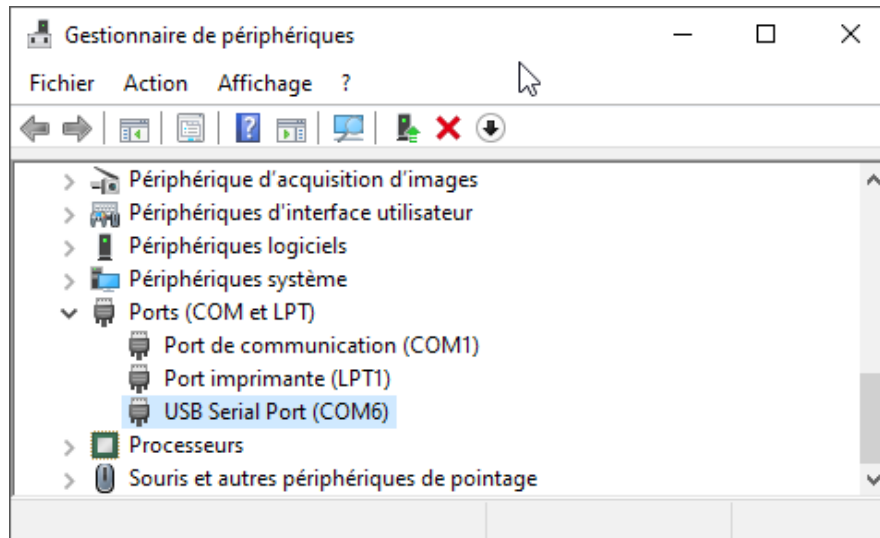 Gestionnaire de périphériques
Fichier Action Affichage ?
Périphérique d'acquisition d'images
Périphériques d'interface utilisateur
Périphériques logiciels
Périphériques système
Ports (COM et LPT)
Port de communication (COM1)
Port imprimante (LPT1)
USB Serial Port (COM6)
Processeurs
Souris et autres périphériques de pointage